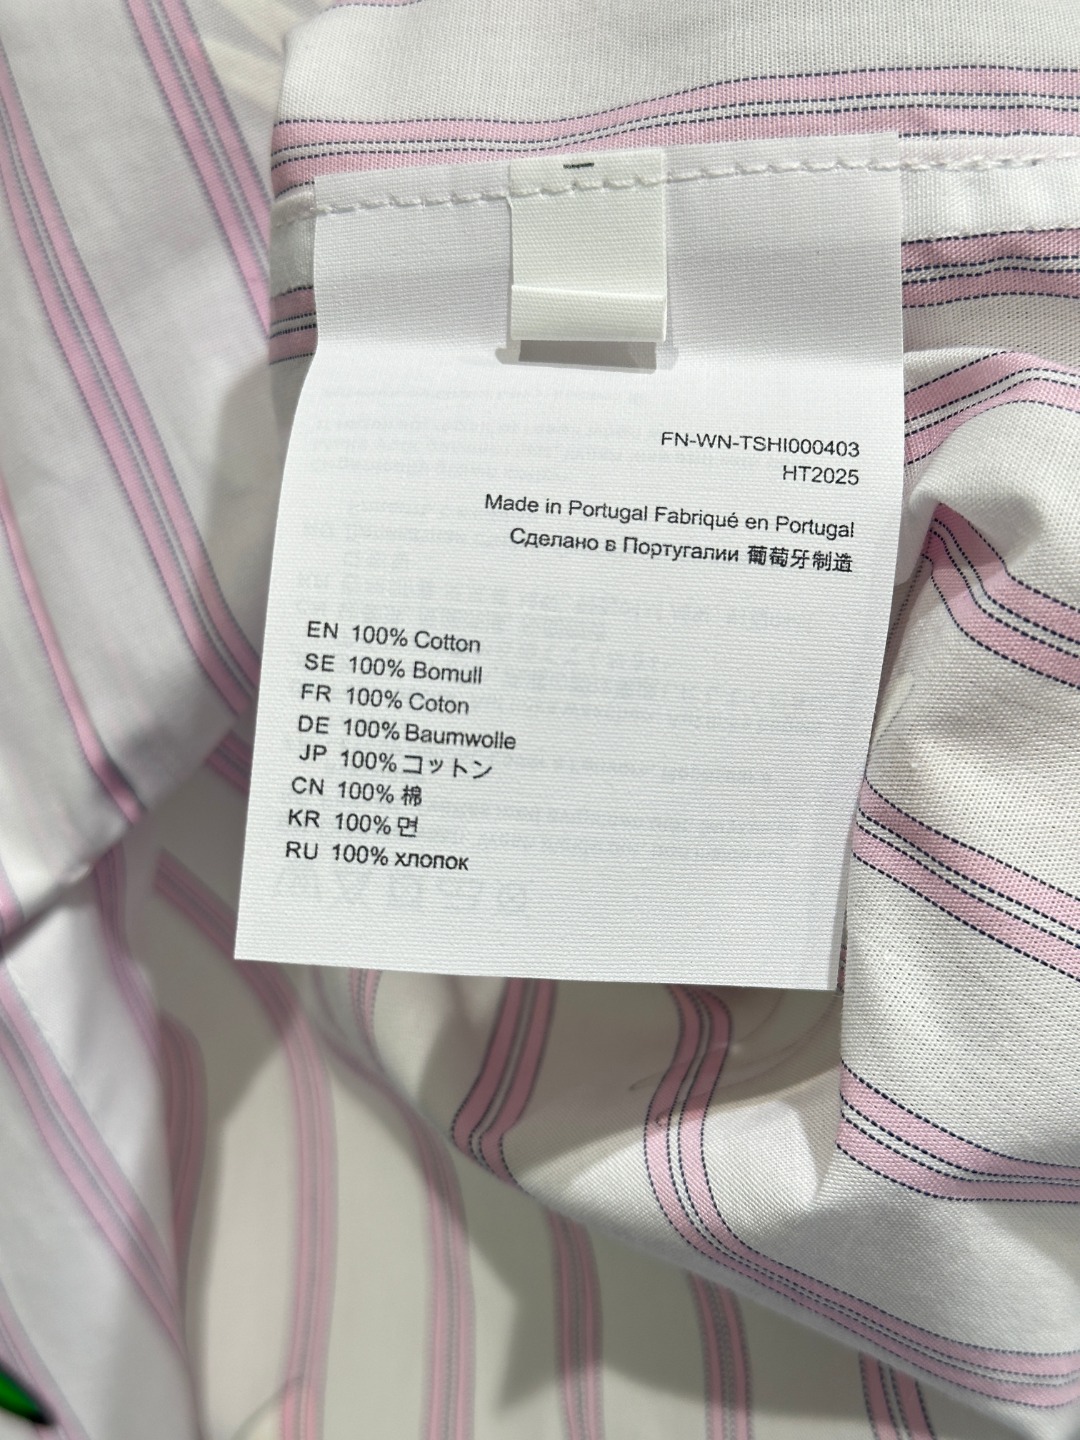 FN-WN-TSHI000403
HT2025
Made in Portugal Fabriqué en Portugal
Сделано в Португалии 葡萄牙制造
EN 100% Cotton
SE 100% Bomull
FR 100% Coton
DE 100% Baumwolle
JP 100% コットン
CN 100% 棉
KR 100% 면
RU 100% хлопок